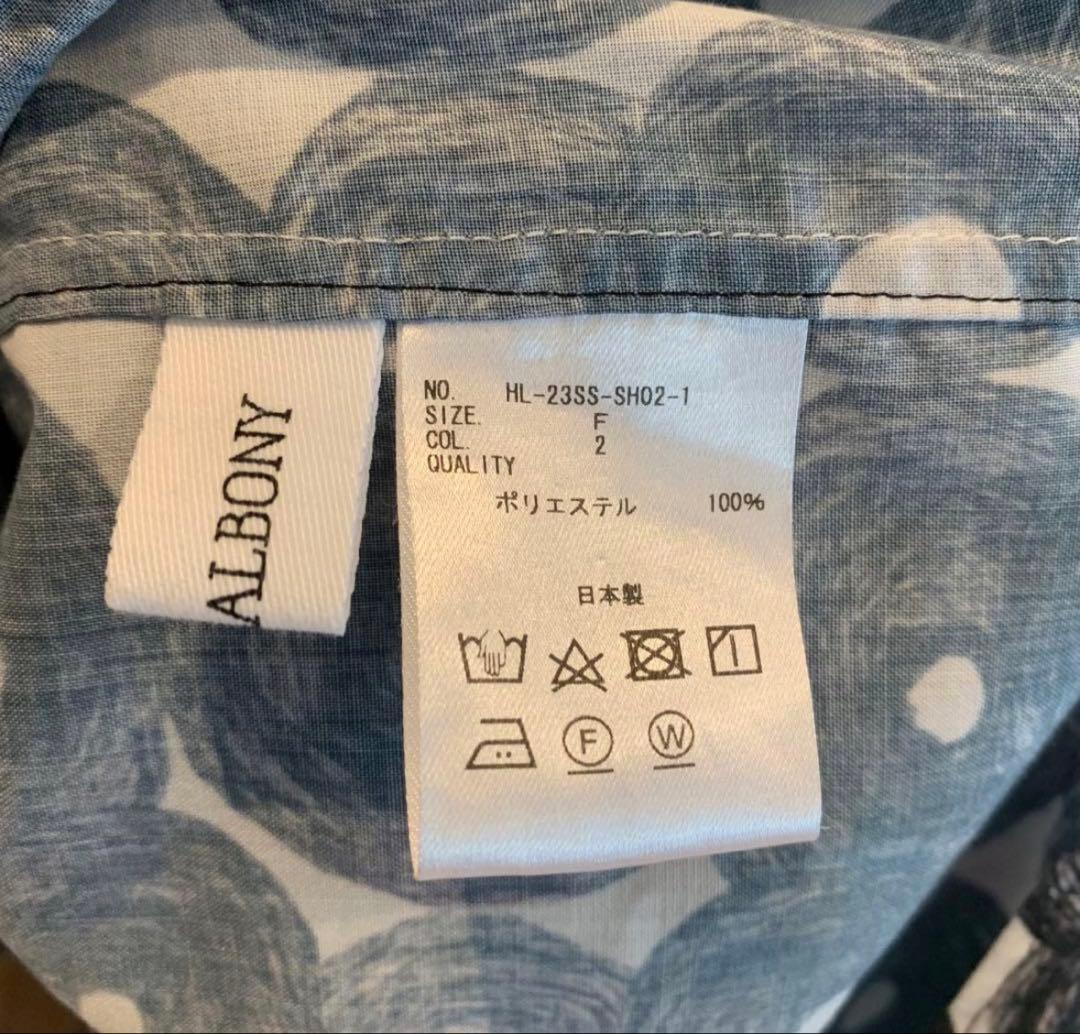 ALBONY
NO. HL-23SS-SH02-1
SIZE. F
COL. 2
QUALITY
ポリエステル 100%
日本製
F W